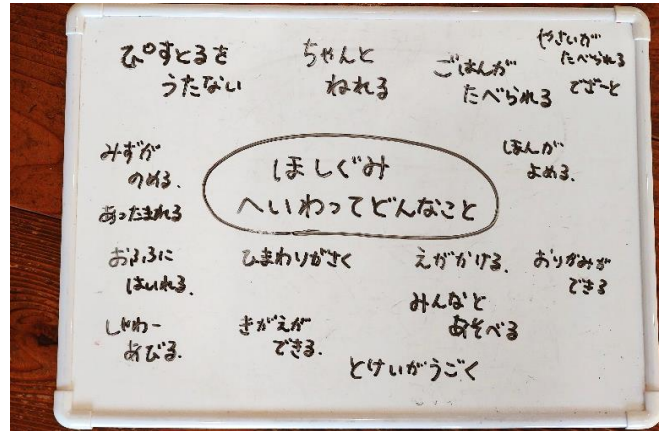 ぴすとるを
うたない
ちゃんと
ねれる
ごはんが
たべられる
やさいが
たべられる
でざーと
みずが
のめる.
あったまれる
ほしぐみ
へいわってどんなこと
ほんが
よめる.
おふろに
はいれる.
ひまわりがさく
えがかける.
おりがみが
できる
しゃわー
あびる.
きがえが
できる.
みんなと
あそべる
とけいがうごく